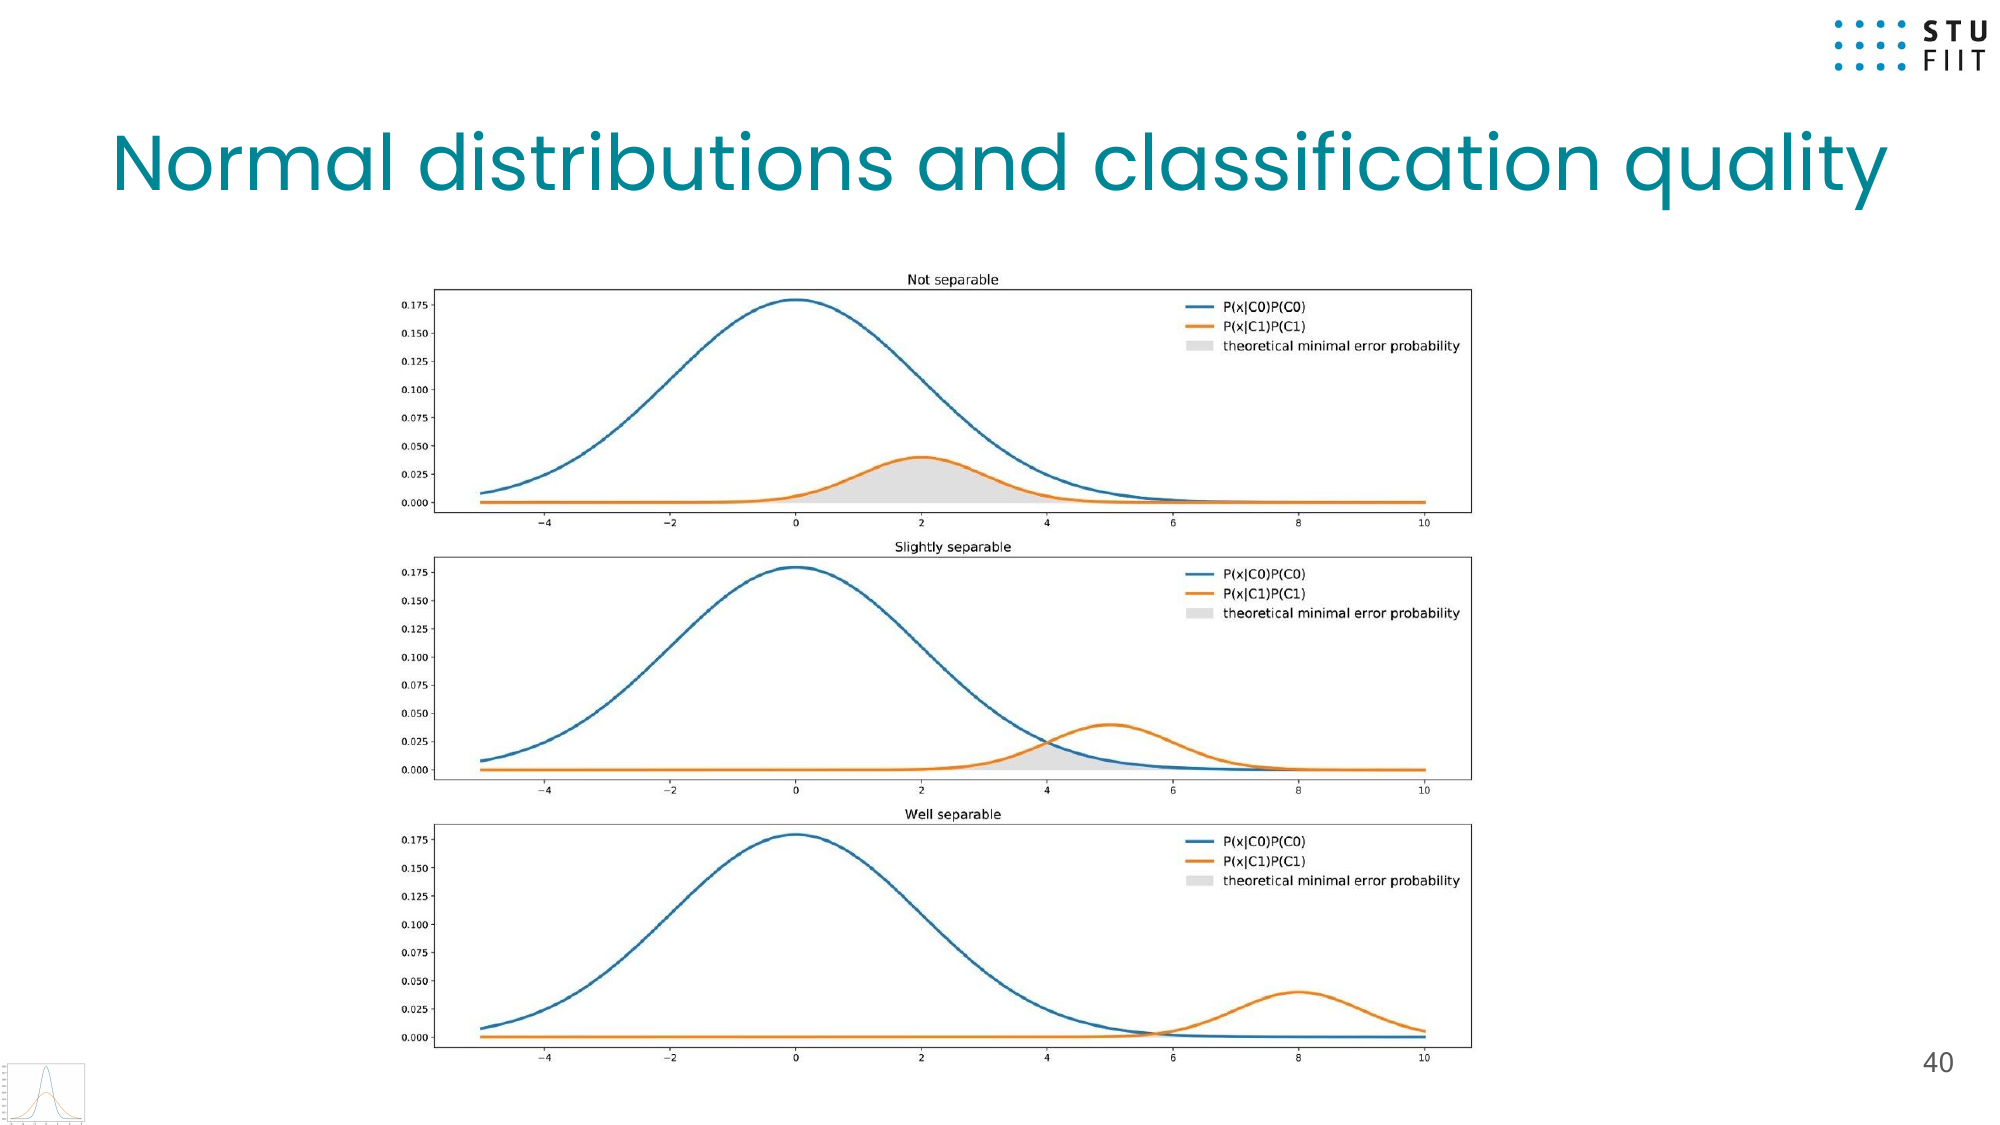 STU
FIIT
Normal distributions and classification quality
Not separable
P(x|C0)P(C0)
P(x|C1)P(C1)
theoretical minimal error probability
0.175
0.150
0.125
0.100
0.075
0.050
0.025
0.000
−4 −2 0 2 4 6 8 10
Slightly separable
P(x|C0)P(C0)
P(x|C1)P(C1)
theoretical minimal error probability
0.175
0.150
0.125
0.100
0.075
0.050
0.025
0.000
−4 −2 0 2 4 6 8 10
Well separable
P(x|C0)P(C0)
P(x|C1)P(C1)
theoretical minimal error probability
0.175
0.150
0.125
0.100
0.075
0.050
0.025
0.000
−4 −2 0 2 4 6 8 10
40